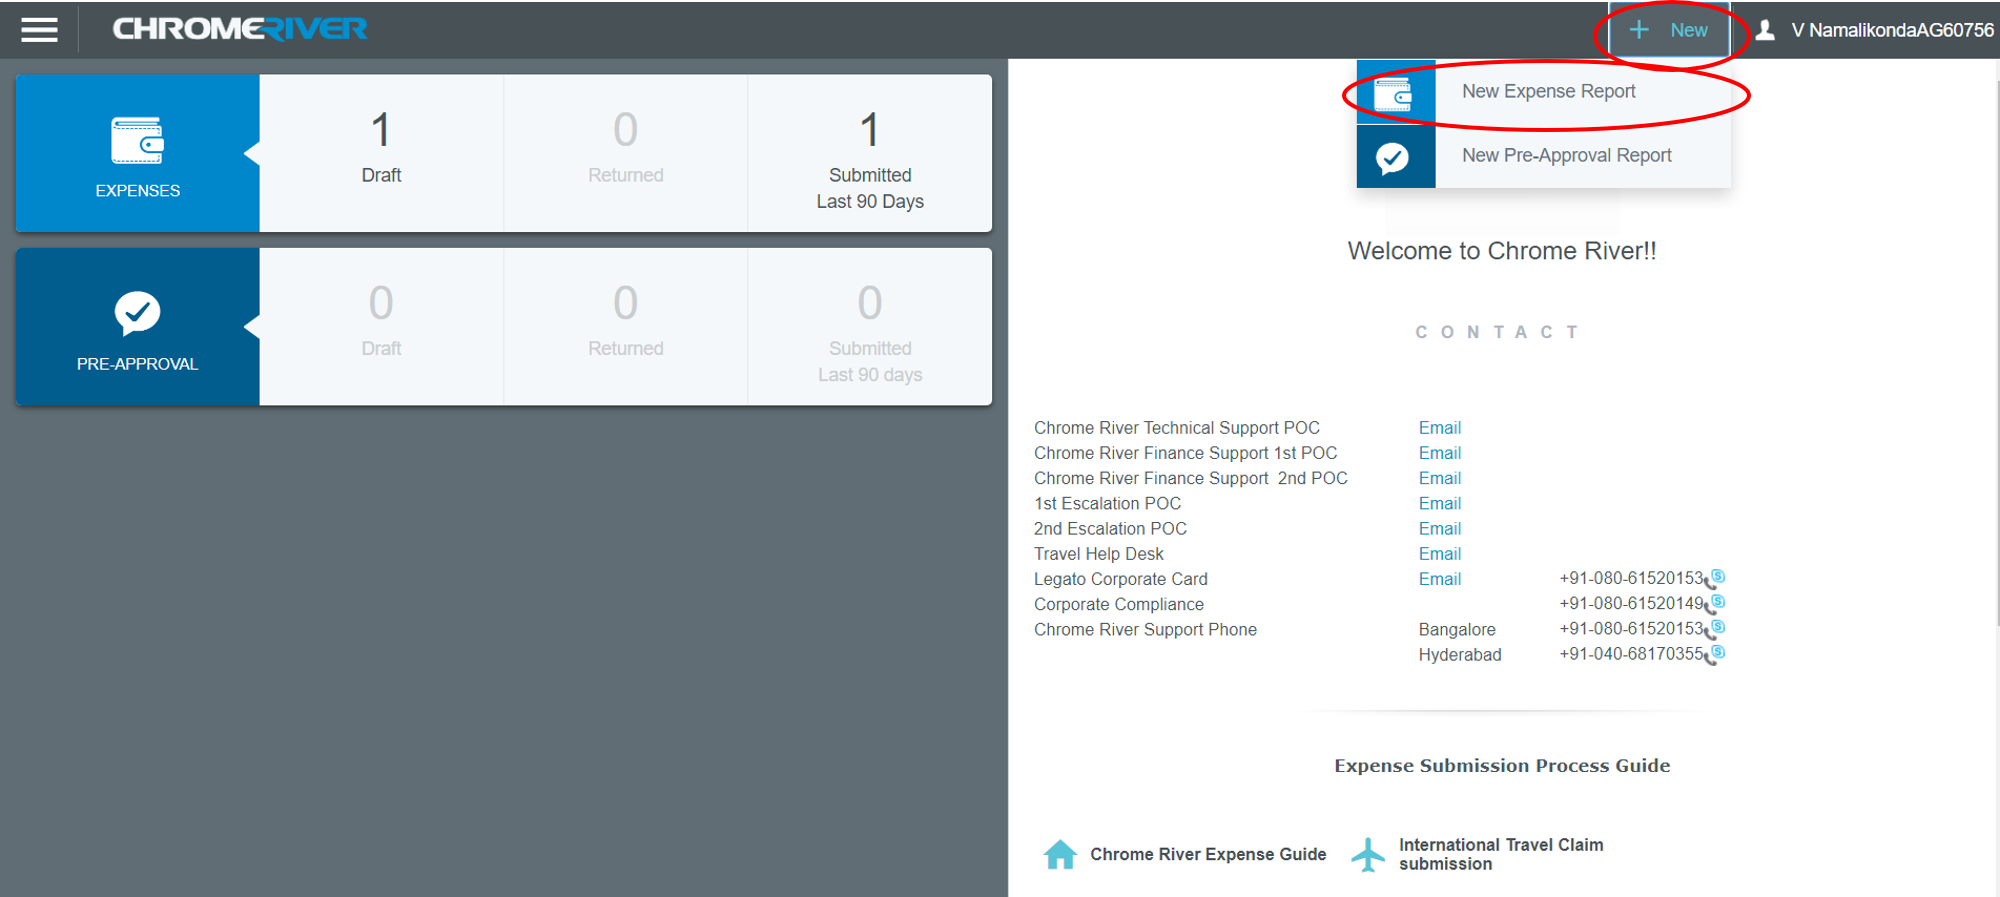 CHROMERIVER
+ New
V NamalikondaAG60756
New Expense Report
New Pre-Approval Report
EXPENSES
1
Draft
0
Returned
1
Submitted
Last 90 Days
PRE-APPROVAL
0
Draft
0
Returned
0
Submitted
Last 90 days
Welcome to Chrome River!!
CONTACT
Chrome River Technical Support POC Email
Chrome River Finance Support 1st POC Email
Chrome River Finance Support 2nd POC Email
1st Escalation POC Email
2nd Escalation POC Email
Travel Help Desk Email
Legato Corporate Card Email +91-080-61520153
Corporate Compliance +91-080-61520149
Chrome River Support Phone Bangalore +91-080-61520153
Hyderabad +91-040-68170355
Expense Submission Process Guide
Chrome River Expense Guide
International Travel Claim
submission